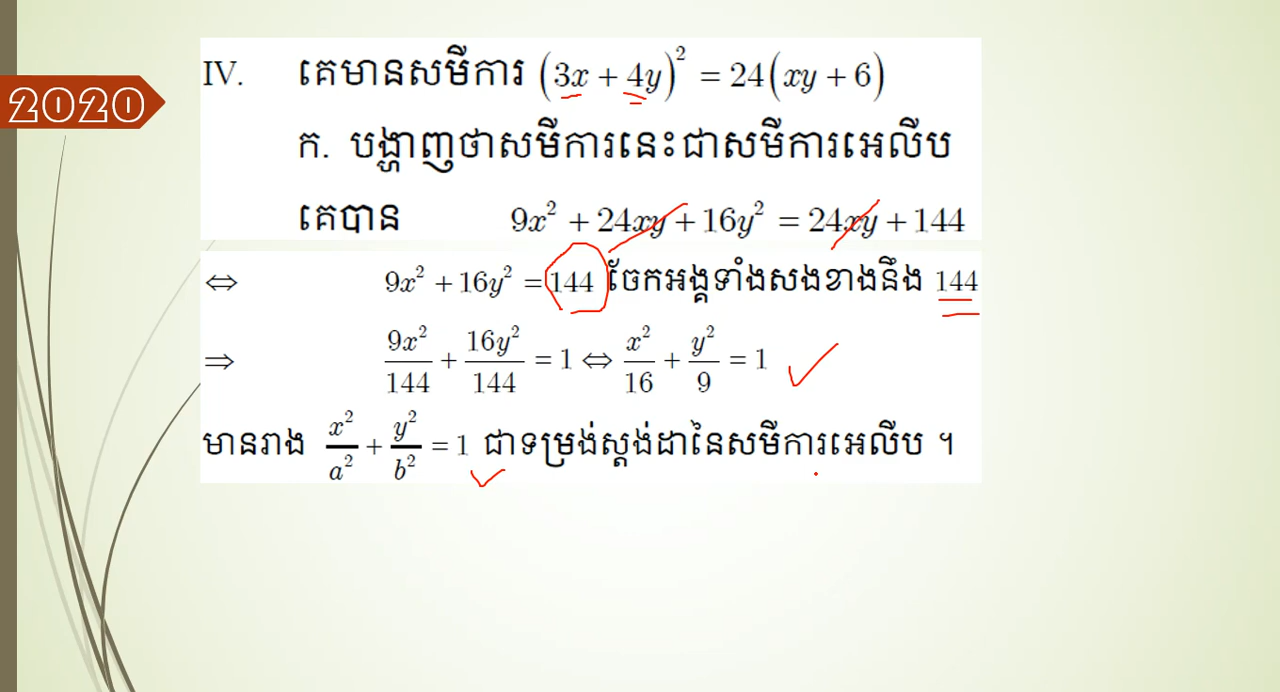 2020
IV. គេមានសមីការ (3x + 4y)² = 24(xy + 6)
ក. បង្ហាញថាសមីការនេះជាសមីការអេលីប
គេបាន 9x² + 24xy + 16y² = 24xy + 144
⇔ 9x² + 16y² = 144 ចែកអង្គទាំងសងខាងនឹង 144
⇒ 9x²/144 + 16y²/144 = 1 ⇔ x²/16 + y²/9 = 1
មានរាង x²/a² + y²/b² = 1 ជាទម្រង់ស្តង់ដានៃសមីការអេលីប ។